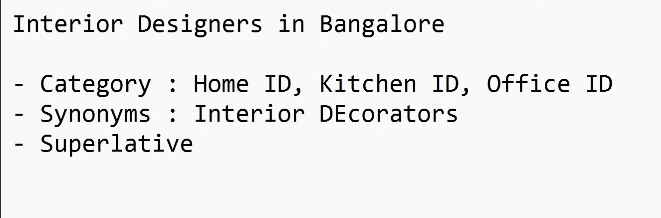 Interior Designers in Bangalore
- Category : Home ID, Kitchen ID, Office ID
- Synonyms : Interior DEcorators
- Superlative